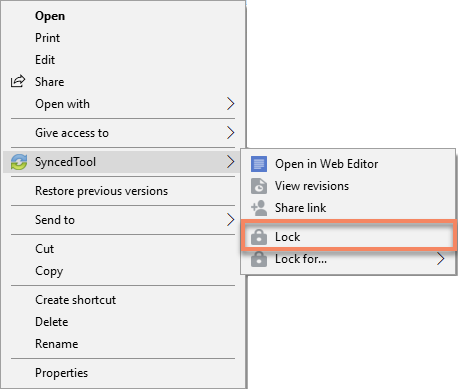 Open
Print
Edit
Share
Open with
Give access to
SyncedTool
Restore previous versions
Send to
Cut
Copy
Create shortcut
Delete
Rename
Properties
Open in Web Editor
View revisions
Share link
Lock
Lock for...